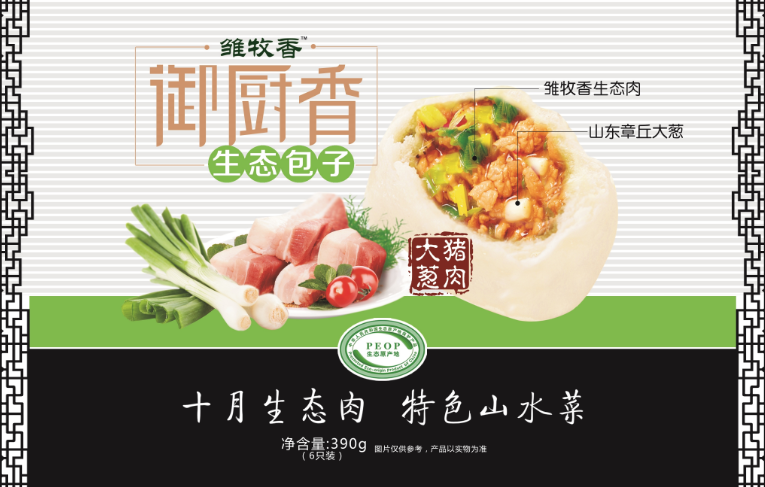 雏牧香™
御厨香
生态包子
雏牧香生态肉
山东章丘大葱
猪肉
大葱
PEOP
生态原产地
十月生态肉 特色山水菜
净含量:390g
(6只装)
图片仅供参考，产品以实物为准